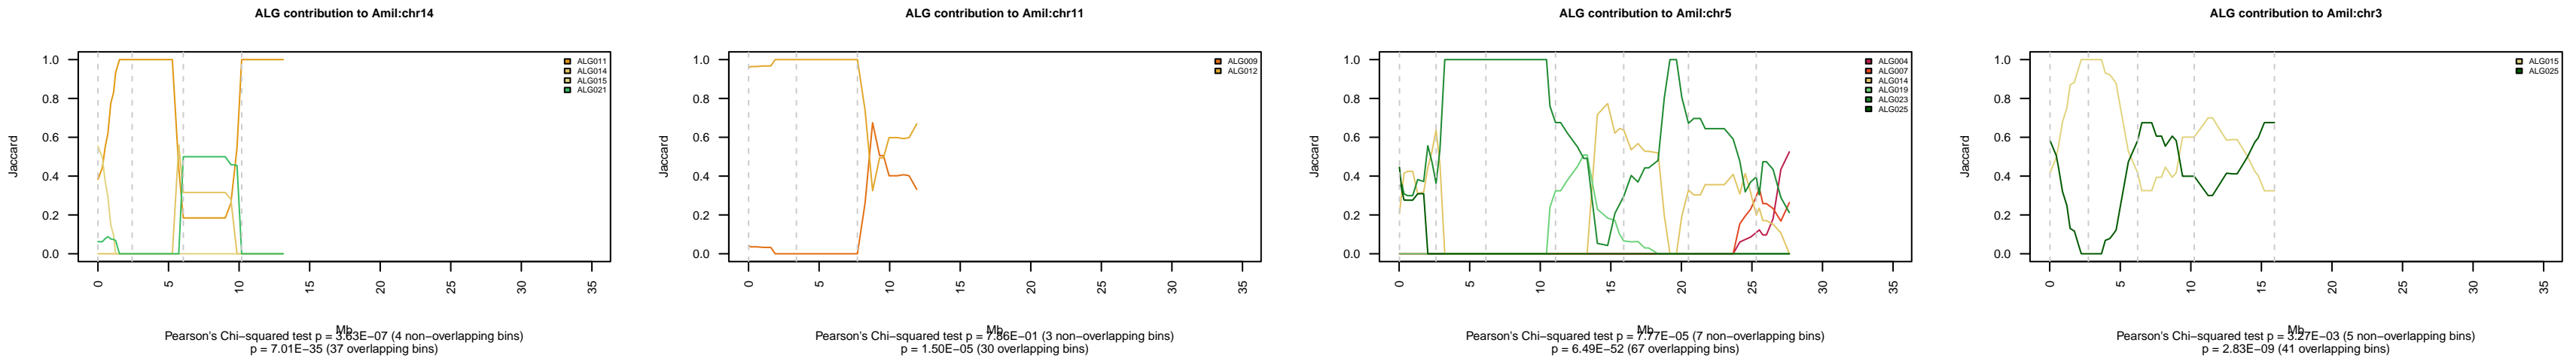 ALG contribution to Amil:chr14
1.0
0.8
0.6
0.4
0.2
0.0
Jaccard
ALG011
ALG014
ALG015
ALG021
0
5
10
15
20
25
30
35
Mb
Pearson's Chi−squared test p = 3.63E−07 (4 non−overlapping bins)
p = 7.01E−35 (37 overlapping bins)
ALG contribution to Amil:chr11
1.0
0.8
0.6
0.4
0.2
0.0
Jaccard
ALG009
ALG012
0
5
10
15
20
25
30
35
Mb
Pearson's Chi−squared test p = 7.86E−01 (3 non−overlapping bins)
p = 1.50E−05 (30 overlapping bins)
ALG contribution to Amil:chr5
1.0
0.8
0.6
0.4
0.2
0.0
Jaccard
ALG004
ALG007
ALG014
ALG019
ALG023
ALG025
0
5
10
15
20
25
30
35
Mb
Pearson's Chi−squared test p = 7.77E−05 (7 non−overlapping bins)
p = 6.49E−52 (67 overlapping bins)
ALG contribution to Amil:chr3
1.0
0.8
0.6
0.4
0.2
0.0
Jaccard
ALG015
ALG025
0
5
10
15
20
25
30
35
Mb
Pearson's Chi−squared test p = 3.27E−03 (5 non−overlapping bins)
p = 2.83E−09 (41 overlapping bins)